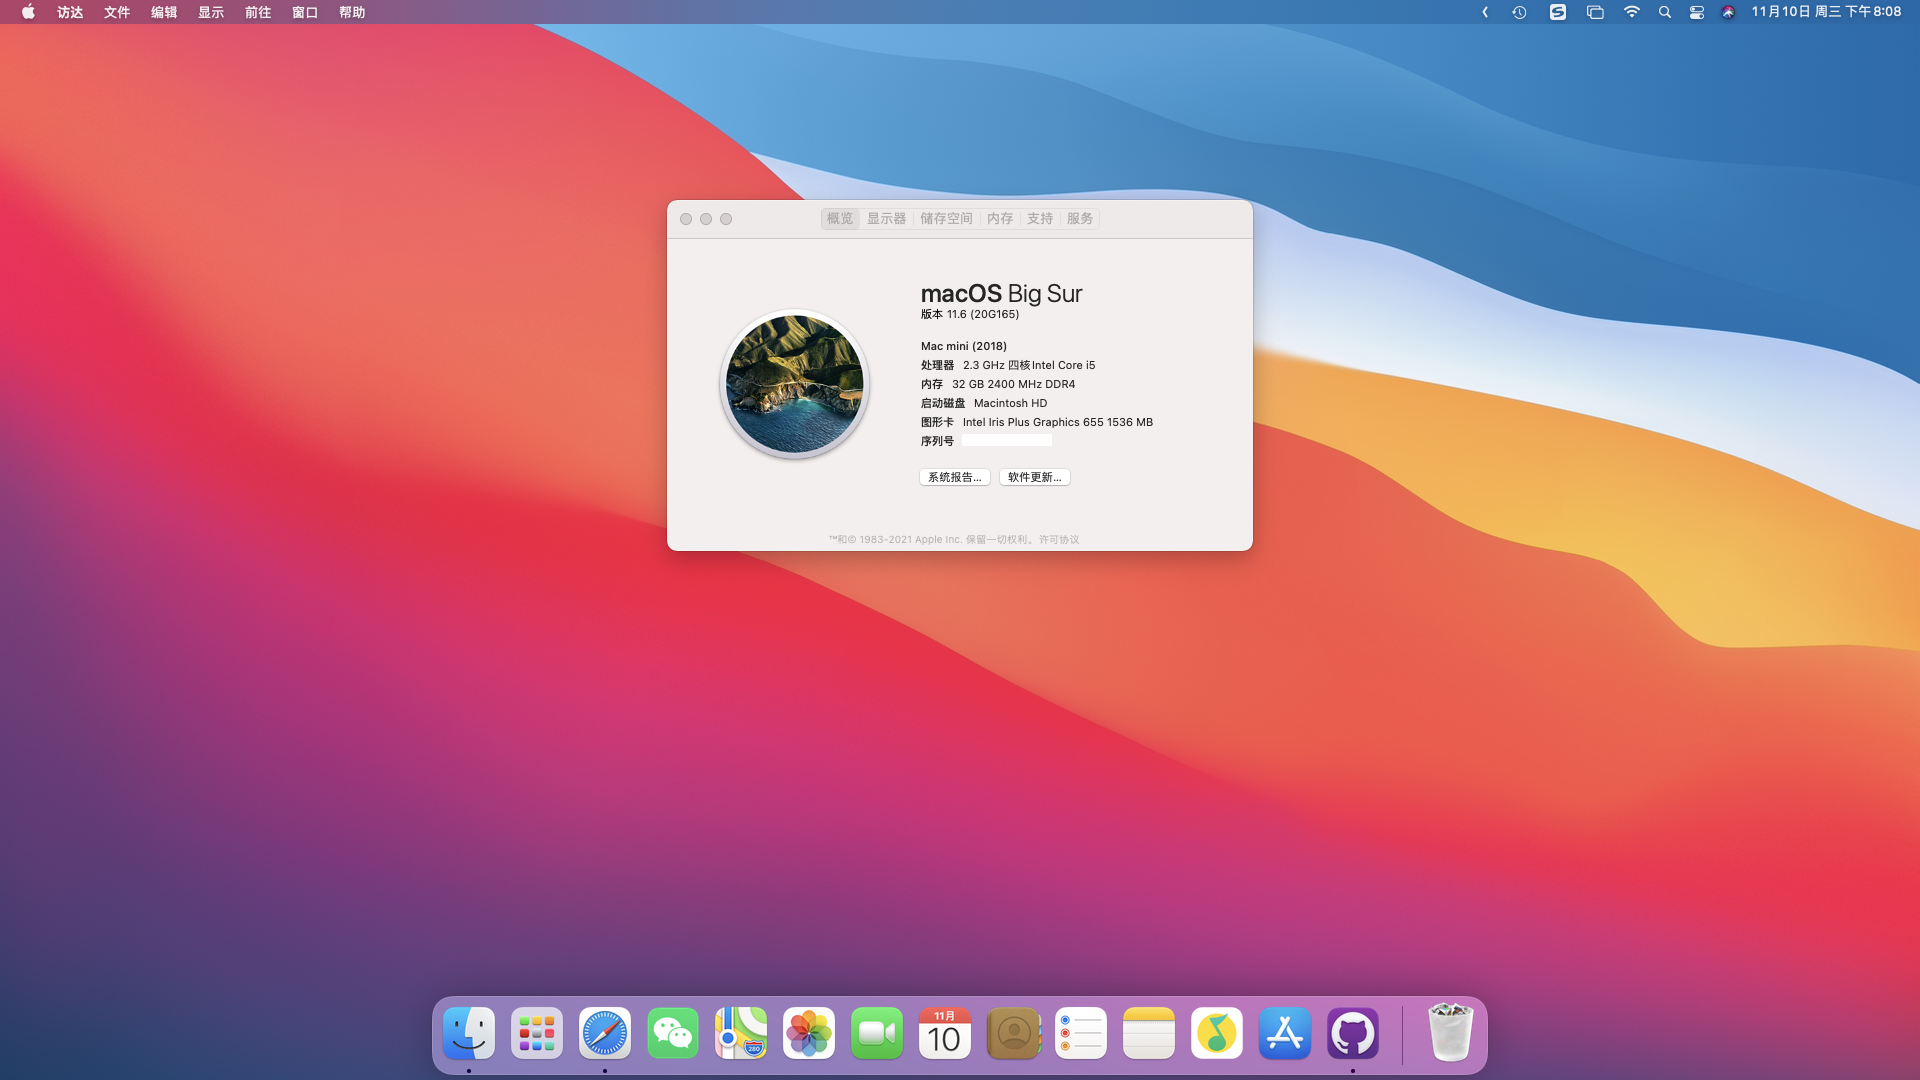 访达 文件 编辑 显示 前往 窗口 帮助 11月10日 周三 下午8:08
概览 显示器 储存空间 内存 支持 服务
macOS Big Sur
版本 11.6 (20G165)
Mac mini (2018)
处理器 2.3 GHz 四核Intel Core i5
内存 32 GB 2400 MHz DDR4
启动磁盘 Macintosh HD
图形卡 Intel Iris Plus Graphics 655 1536 MB
序列号
系统报告... 软件更新...
™和© 1983-2021 Apple Inc. 保留一切权利。许可协议
11月
10
280